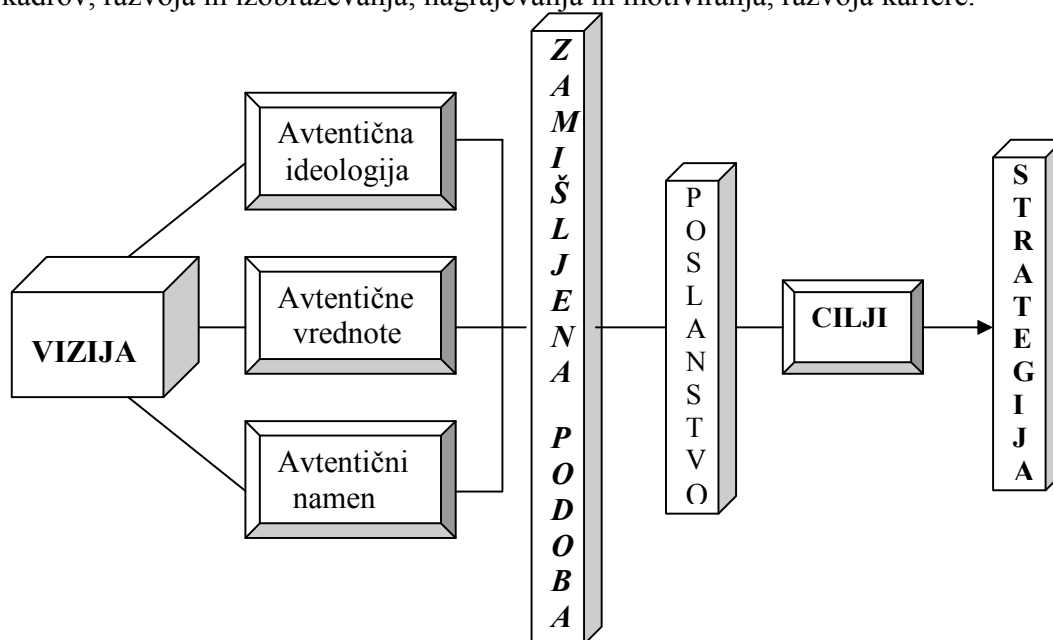 kadrov, razvoja in izobraževanja, nagrajevanja in motiviranja, razvoja kariere.
VIZIJA
Avtentična
ideologija
Avtentične
vrednote
Avtentični
namen
ZAMIŠLJENA PODOBA
POSLANSTVO
CILJI
STRATEGIJA